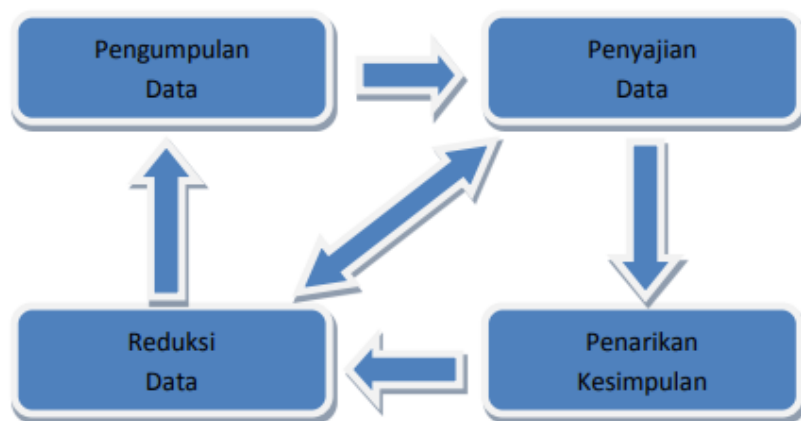 Pengumpulan
Data
Penyajian
Data
Reduksi
Data
Penarikan
Kesimpulan